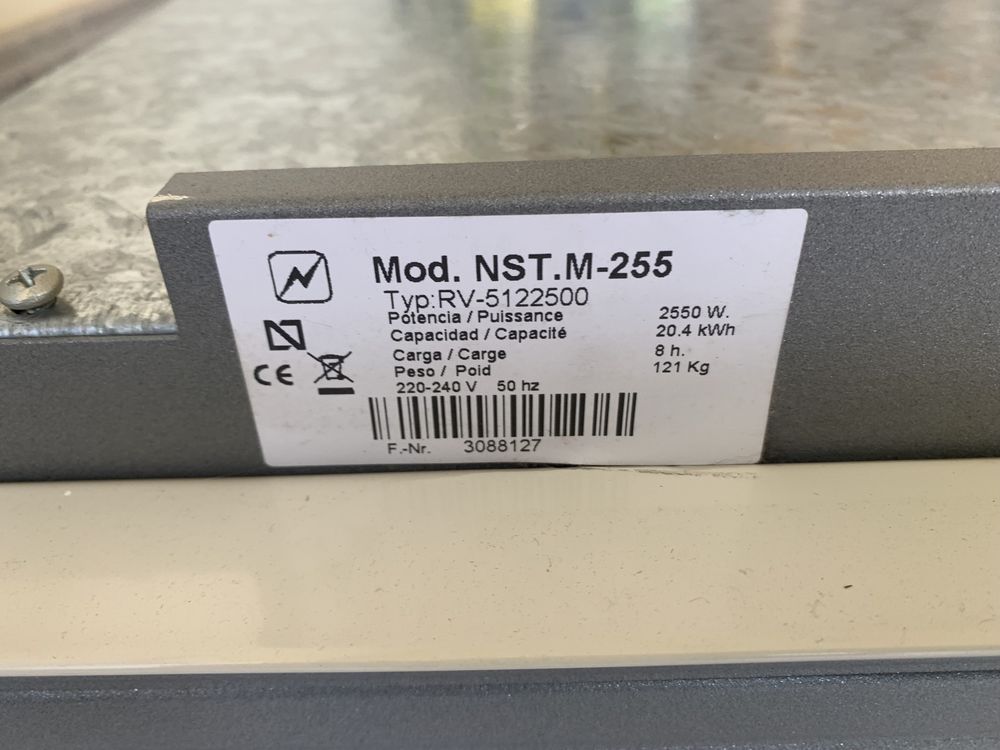 Mod. NST.M-255
Typ:RV-5122500
Potencia / Puissance 2550 W.
Capacidad / Capacité 20.4 kWh
Carga / Carge 8 h.
Peso / Poid 121 Kg
220-240 V 50 hz
CE
F.-Nr. 3088127